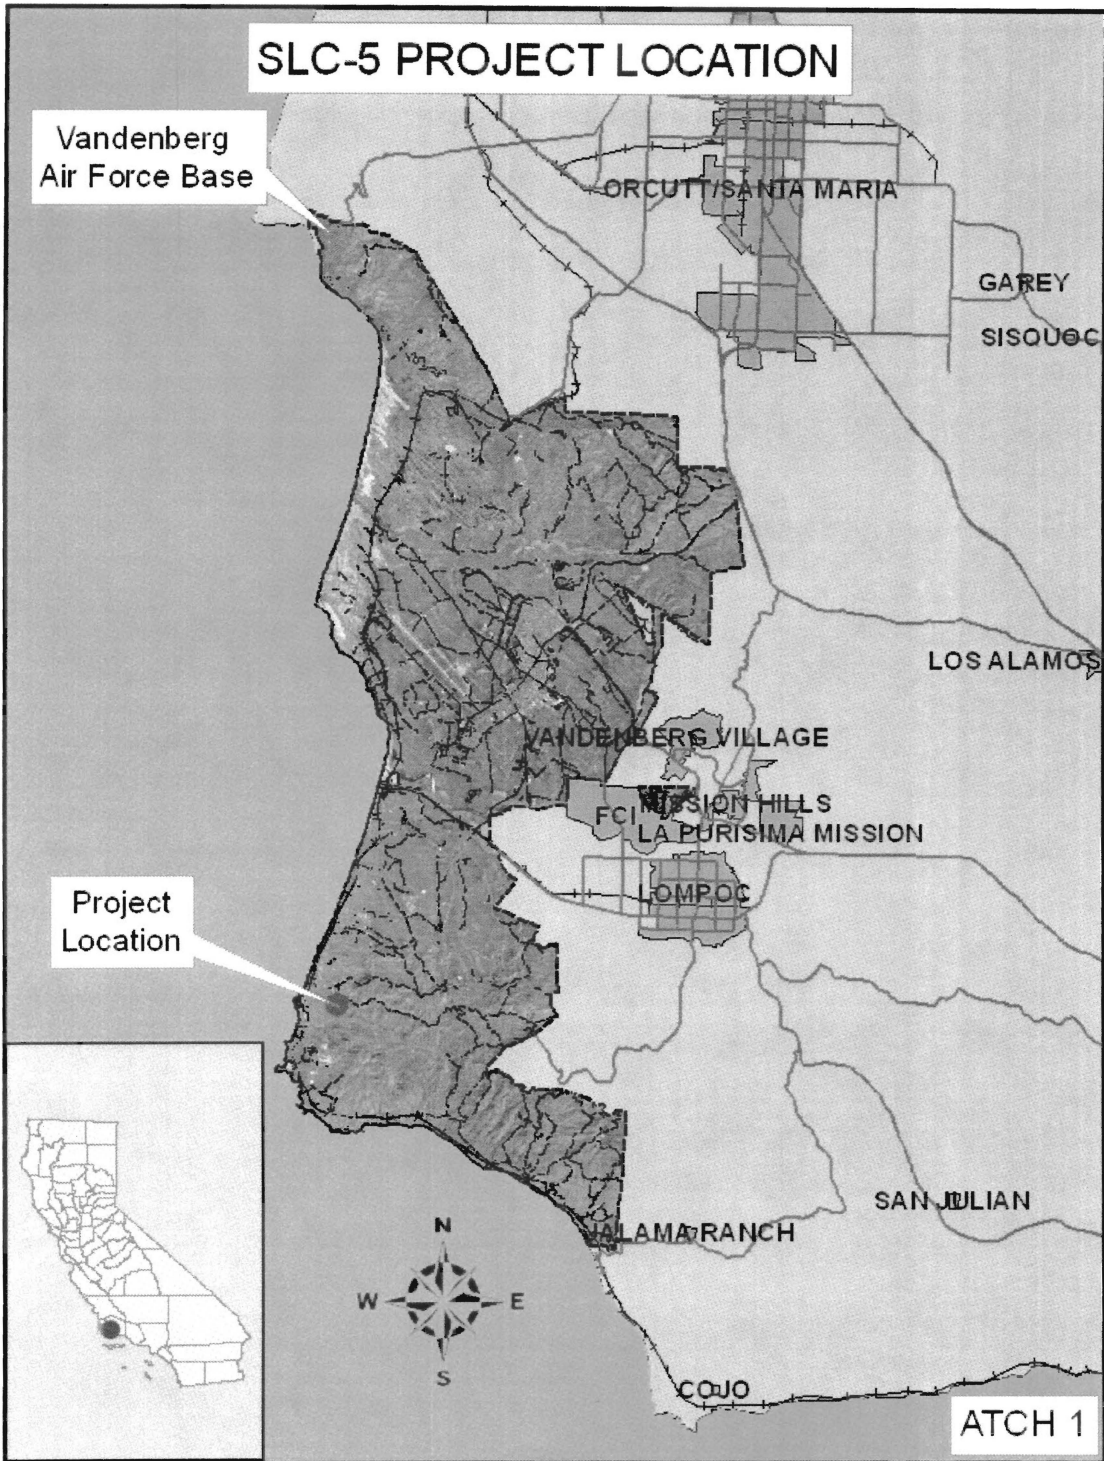 SLC-5 PROJECT LOCATION
Vandenberg
Air Force Base
ORCUTT/SANTA MARIA
GAREY
SISQUOC
LOS ALAMOS
VANDENBERG VILLAGE
MISSION HILLS
FCI
LA PURISIMA MISSION
LOMPOC
Project
Location
SAN JULIAN
JALAMA RANCH
N
W
E
S
COJO
ATCH 1